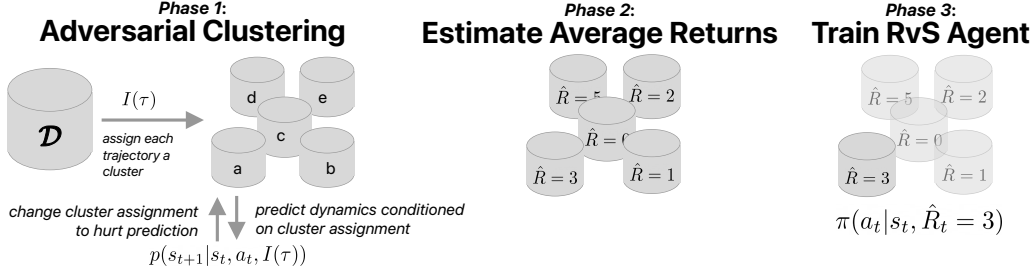 Phase 1:
Adversarial Clustering
𝓓
I(τ)
assign each
trajectory a
cluster
d
e
c
a
b
change cluster assignment
to hurt prediction
predict dynamics conditioned
on cluster assignment
p(s_{t+1}|s_t, a_t, I(τ))
Phase 2:
Estimate Average Returns
R̂ = 5
R̂ = 2
R̂ = 0
R̂ = 3
R̂ = 1
Phase 3:
Train RvS Agent
R̂ = 5
R̂ = 2
R̂ = 0
R̂ = 3
R̂ = 1
π(a_t|s_t, R̂_t = 3)